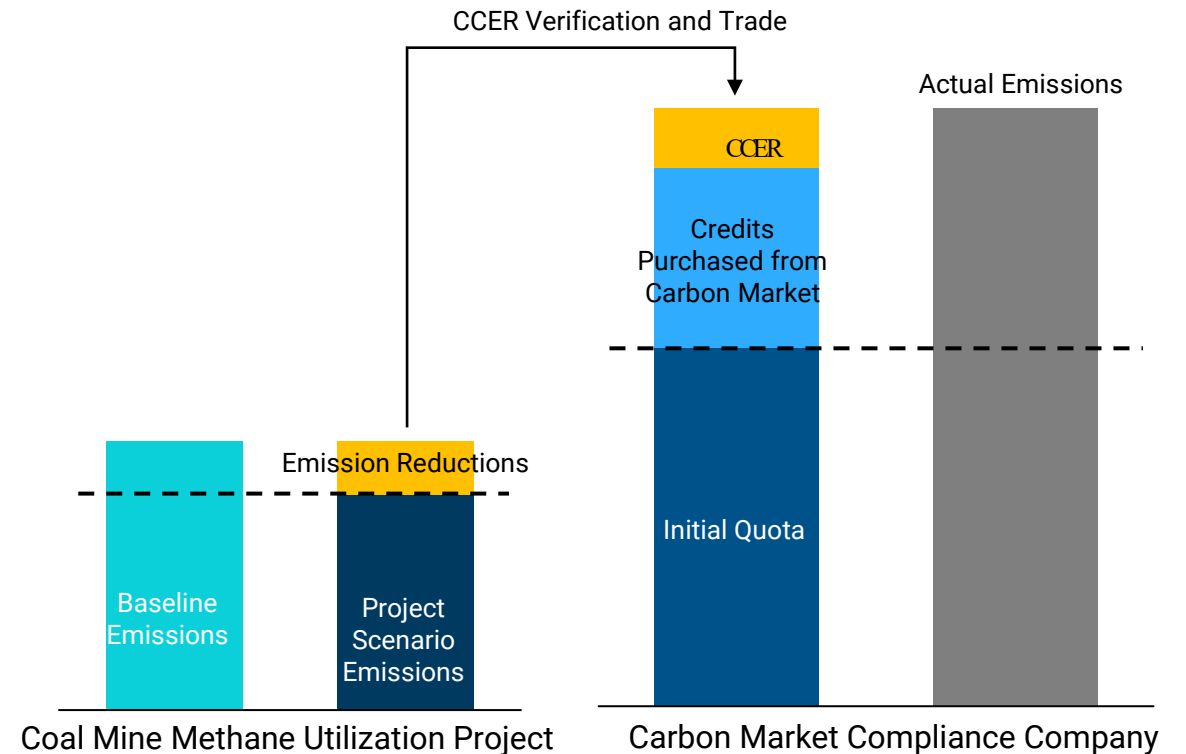 CCER Verification and Trade
Actual Emissions
CCER
Credits
Purchased from
Carbon Market
Emission Reductions
Initial Quota
Baseline
Emissions
Project
Scenario
Emissions
Coal Mine Methane Utilization Project
Carbon Market Compliance Company